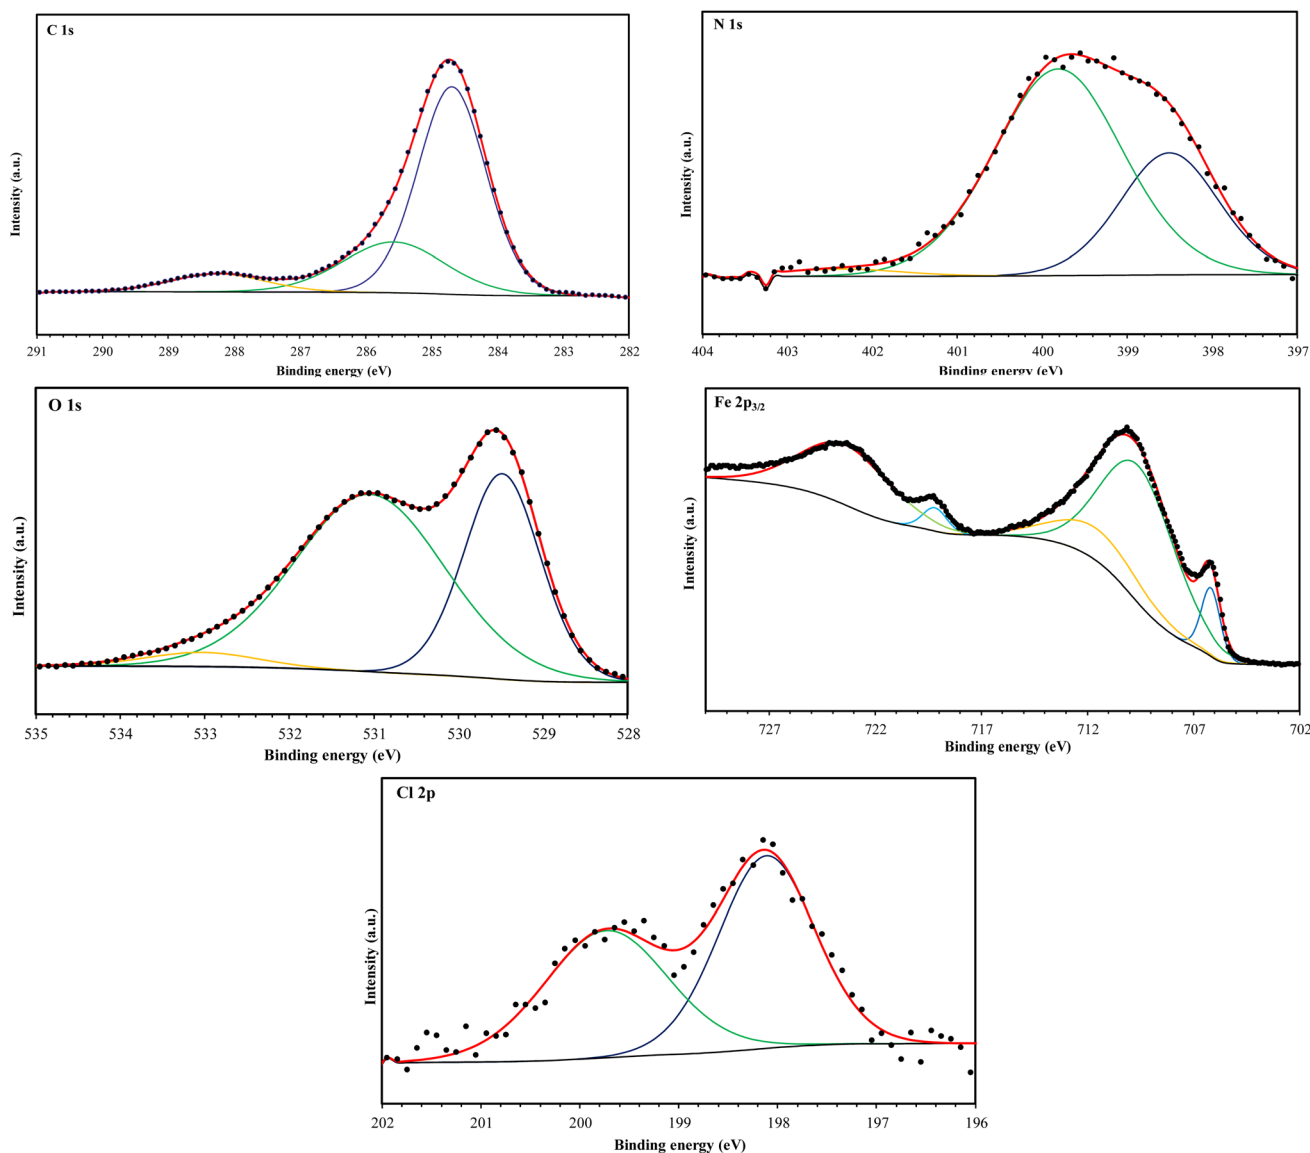 C 1s
Intensity (a.u.)
291 290 289 288 287 286 285 284 283 282
Binding energy (eV)
N 1s
Intensity (a.u.)
404 403 402 401 400 399 398 397
Binding energy (eV)
O 1s
Intensity (a.u.)
535 534 533 532 531 530 529 528
Binding energy (eV)
Fe 2p3/2
Intensity (a.u.)
727 722 717 712 707 702
Binding energy (eV)
Cl 2p
Intensity (a.u.)
202 201 200 199 198 197 196
Binding energy (eV)